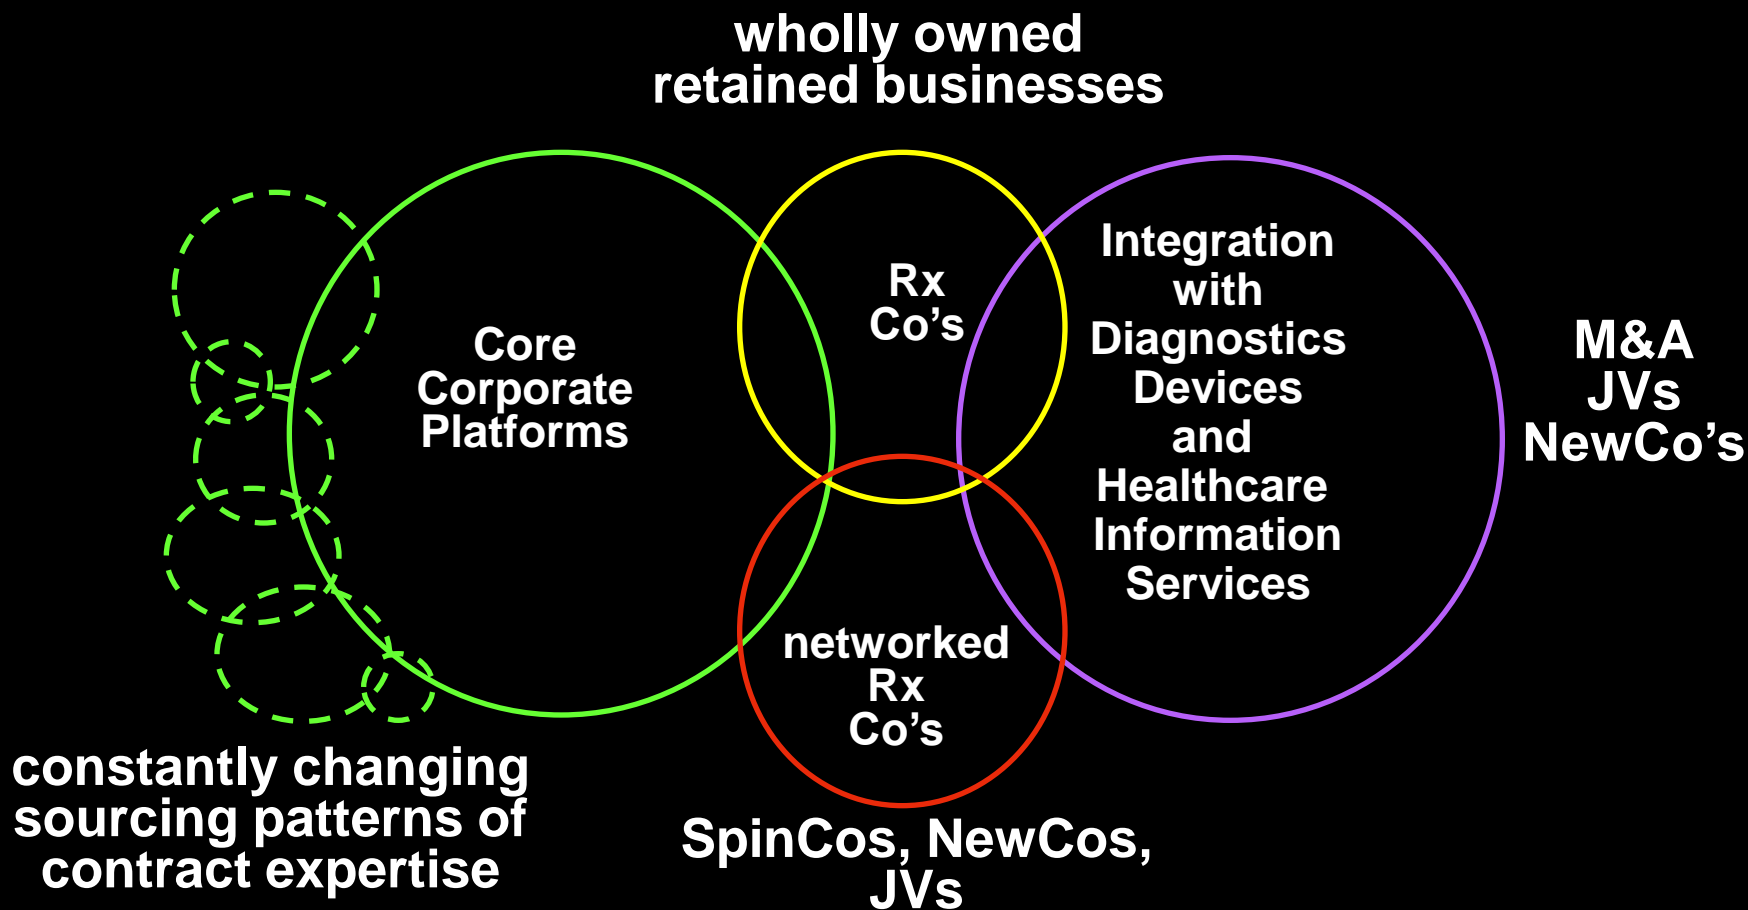 wholly owned
retained businesses
Core
Corporate
Platforms
Rx
Co’s
Integration
with
Diagnostics
Devices
and
Healthcare
Information
Services
M&A
JVs
NewCo’s
networked
Rx
Co’s
constantly changing
sourcing patterns of
contract expertise
SpinCos, NewCos,
JVs